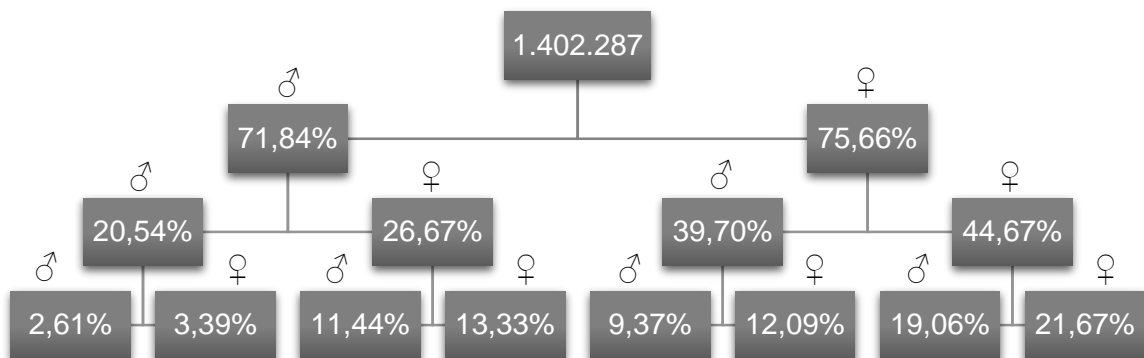 1.402.287
♂ ♀
71,84% 75,66%
♂ ♀ ♂ ♀
20,54% 26,67% 39,70% 44,67%
♂ ♀ ♂ ♀ ♂ ♀ ♂ ♀
2,61% 3,39% 11,44% 13,33% 9,37% 12,09% 19,06% 21,67%